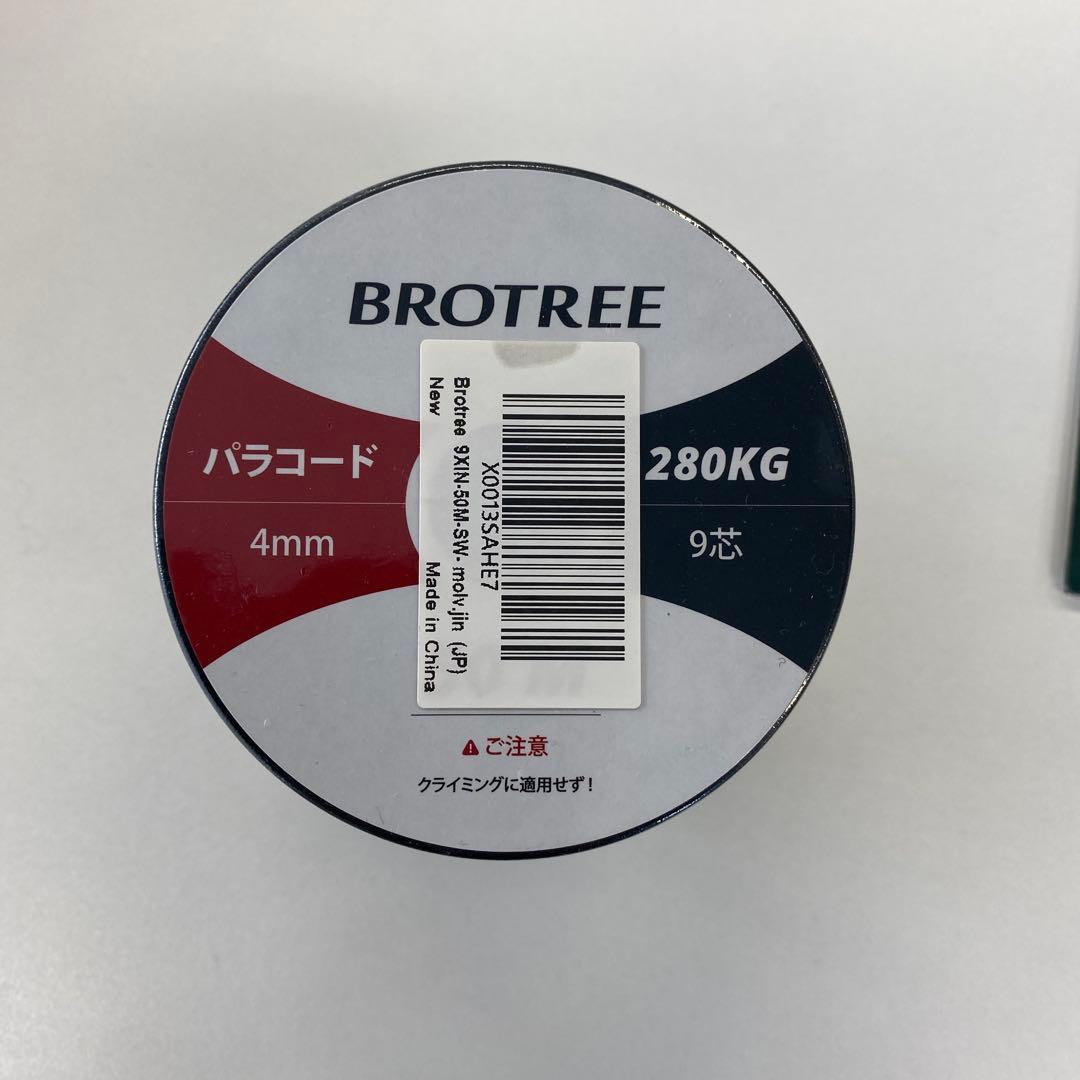 BROTREE
パラコード
4mm
280KG
9芯
X0013SAHE7
Brotree 9XIN-50M-SW- molv.jin (JP)
New
Made in China
ご注意
クライミングに適用せず!